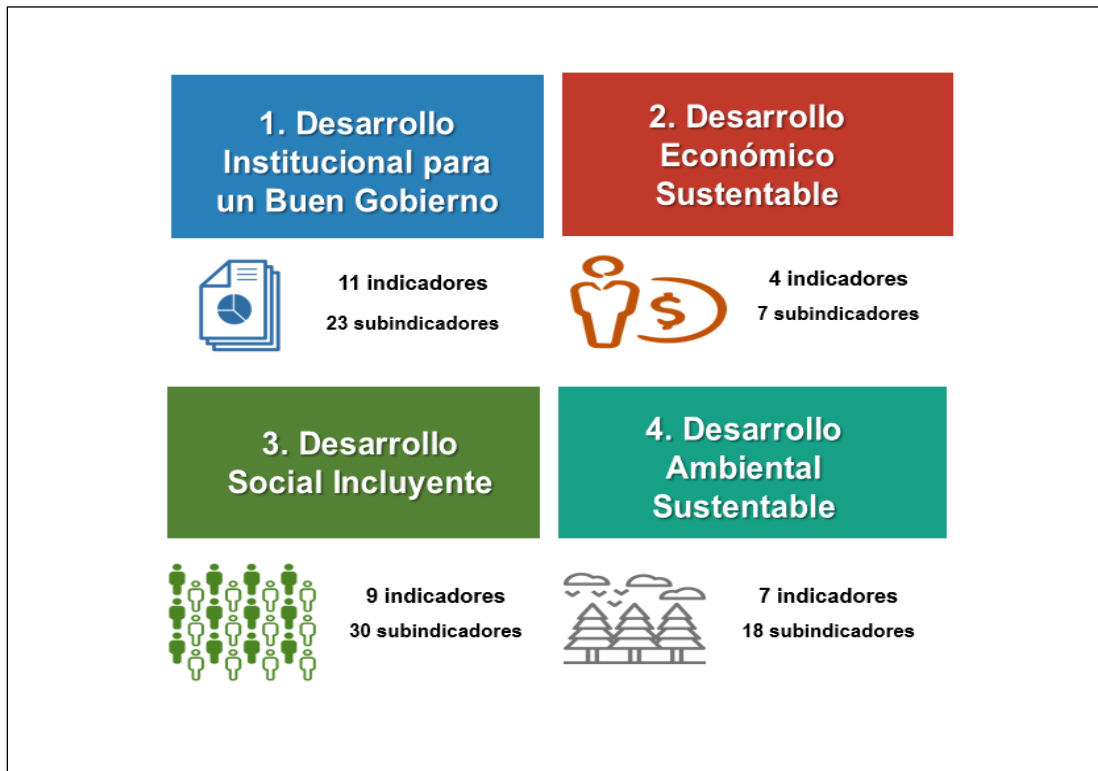 1. Desarrollo
Institucional para
un Buen Gobierno
11 indicadores
23 subindicadores
2. Desarrollo
Económico
Sustentable
$
4 indicadores
7 subindicadores
3. Desarrollo
Social Incluyente
9 indicadores
30 subindicadores
4. Desarrollo
Ambiental
Sustentable
7 indicadores
18 subindicadores